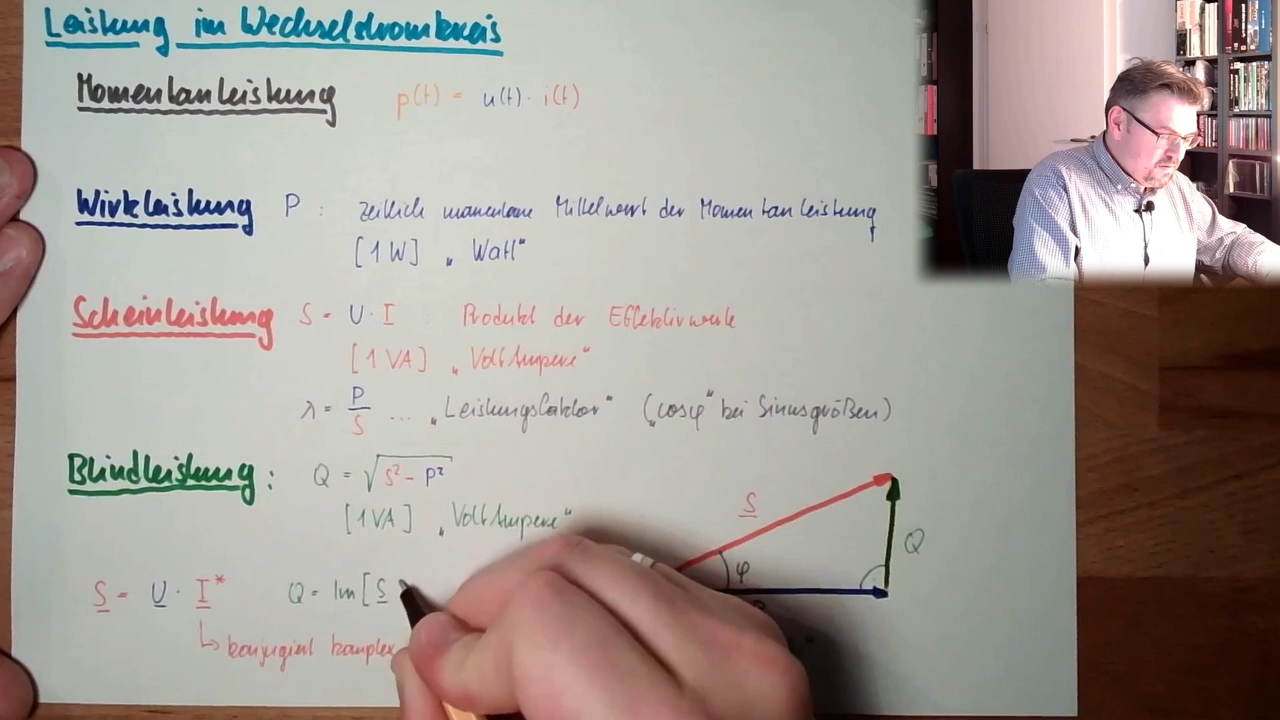 Leistung im Wechselstromkreis
Momentanleistung p(t) = u(t) · i(t)
Wirkleistung P : zeitlich Mittelwert der Momentanleistung
[1 W] „Watt“
Scheinleistung S = U · I : Produkt der Effektivwerte
[1 VA] „VoltAmpere“
λ = P/S ... „Leistungsfaktor“ („cosφ“ bei Sinusgrößen)
Blindleistung : Q = √(S² - P²)
[1 VA] „VoltAmpere“
S = U · I* Q = Im [S
↳ konjugiert komplex
S
φ
Q